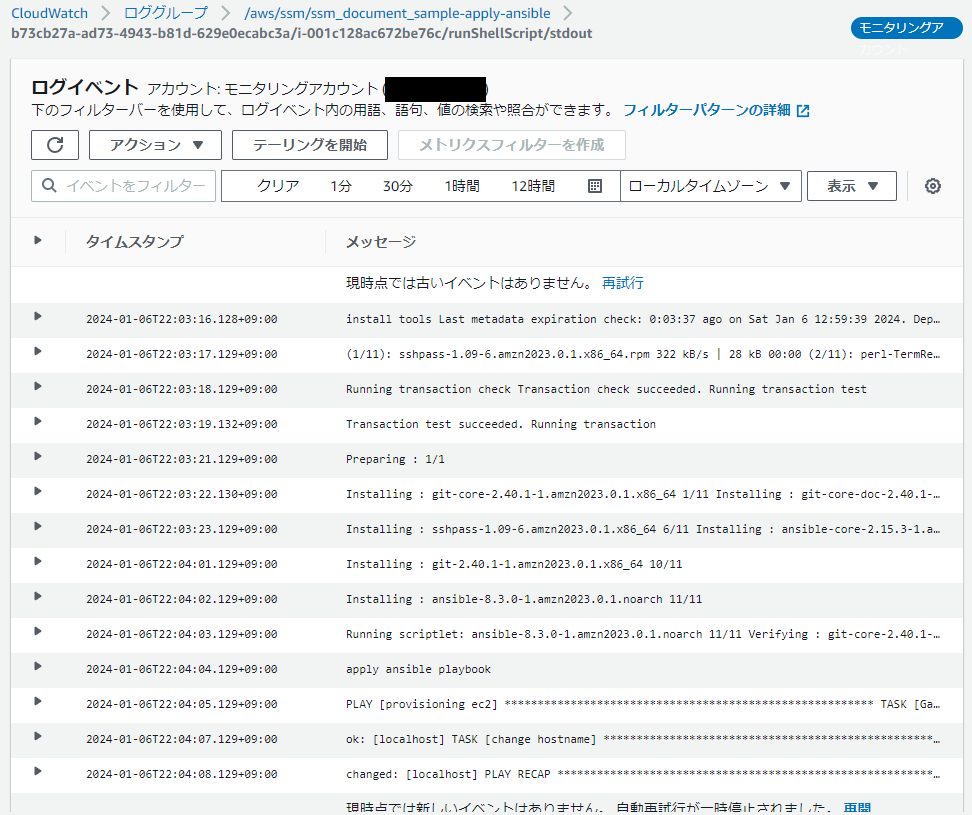 CloudWatch ロググループ /aws/ssm/ssm_document_sample-apply-ansible
b73cb27a-ad73-4943-b81d-629e0ecabc3a/i-001c128ac672be76c/runShellScript/stdout
モニタリングア
カウント
ログイベント アカウント: モニタリングアカウント ( )
下のフィルターバーを使用して、ログイベント内の用語、語句、値の検索や照合ができます。 フィルターパターンの詳細
アクション テーリングを開始 メトリクスフィルターを作成
イベントをフィルター クリア 1分 30分 1時間 12時間 ローカルタイムゾーン 表示
タイムスタンプ メッセージ
現時点では古いイベントはありません。 再試行
2024-01-06T22:03:16.128+09:00 install tools Last metadata expiration check: 0:03:37 ago on Sat Jan 6 12:59:39 2024. Dep…
2024-01-06T22:03:17.129+09:00 (1/11): sshpass-1.09-6.amzn2023.0.1.x86_64.rpm 322 kB/s | 28 kB 00:00 (2/11): perl-TermRe…
2024-01-06T22:03:18.129+09:00 Running transaction check Transaction check succeeded. Running transaction test
2024-01-06T22:03:19.132+09:00 Transaction test succeeded. Running transaction
2024-01-06T22:03:21.129+09:00 Preparing : 1/1
2024-01-06T22:03:22.130+09:00 Installing : git-core-2.40.1-1.amzn2023.0.1.x86_64 1/11 Installing : git-core-doc-2.40.1-…
2024-01-06T22:03:23.129+09:00 Installing : sshpass-1.09-6.amzn2023.0.1.x86_64 6/11 Installing : ansible-core-2.15.3-1.a…
2024-01-06T22:04:01.129+09:00 Installing : git-2.40.1-1.amzn2023.0.1.x86_64 10/11
2024-01-06T22:04:02.129+09:00 Installing : ansible-8.3.0-1.amzn2023.0.1.noarch 11/11
2024-01-06T22:04:03.129+09:00 Running scriptlet: ansible-8.3.0-1.amzn2023.0.1.noarch 11/11 Verifying : git-core-2.40.1-…
2024-01-06T22:04:04.129+09:00 apply ansible playbook
2024-01-06T22:04:05.129+09:00 PLAY [provisioning ec2] ******************************************************** TASK [Ga…
2024-01-06T22:04:07.129+09:00 ok: [localhost] TASK [change hostname] **************************************************…
2024-01-06T22:04:08.129+09:00 changed: [localhost] PLAY RECAP *********************************************************…
現時点では新しいイベントはありません。 自動再試行が一時停止されました。 再開